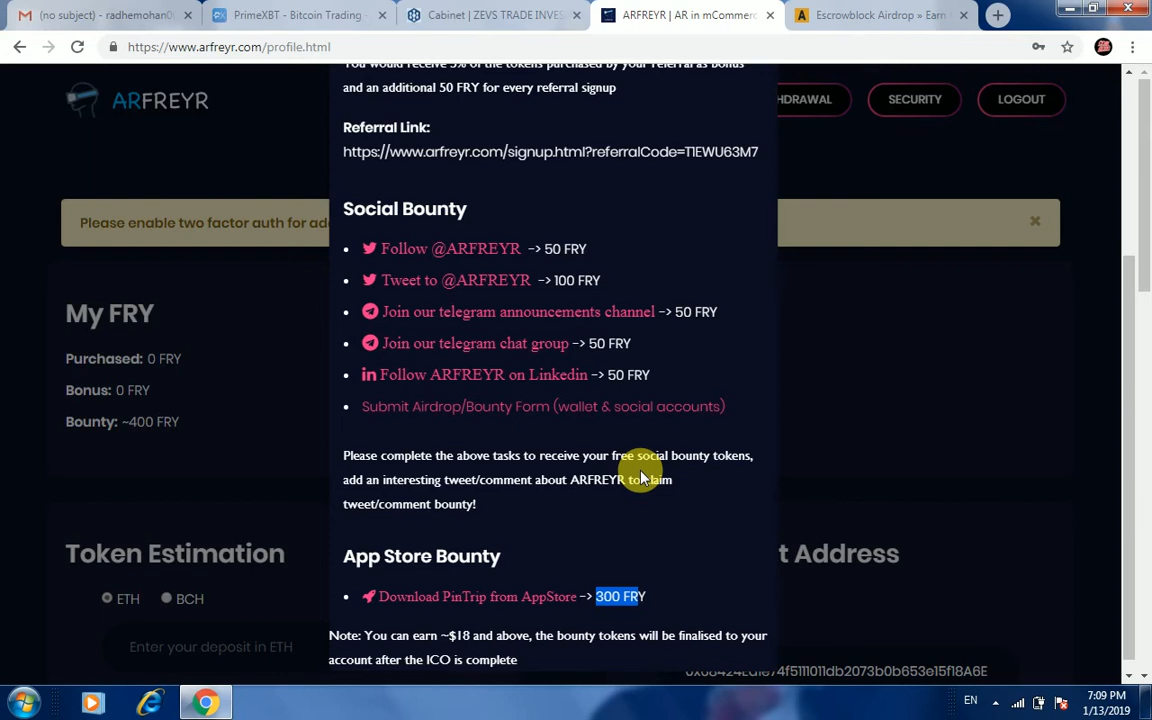 (no subject) - radhemohan0
PrimeXBT - Bitcoin Trading -
Cabinet | ZEVS TRADE INVES
ARFREYR | AR in mCommer
Escrowblock Airdrop » Earn
https://www.arfreyr.com/profile.html
You would receive 5% of the tokens purchased by your referral as bonus
and an additional 50 FRY for every referral signup
ARFREYR
HDRAWAL
SECURITY
LOGOUT
Referral Link:
https://www.arfreyr.com/signup.html?referralCode=T1EWU63M7
Please enable two factor auth for ad
Social Bounty
Follow @ARFREYR -> 50 FRY
Tweet to @ARFREYR -> 100 FRY
Join our telegram announcements channel -> 50 FRY
Join our telegram chat group -> 50 FRY
Follow ARFREYR on Linkedin -> 50 FRY
Submit Airdrop/Bounty Form (wallet & social accounts)
My FRY
Purchased: 0 FRY
Bonus: 0 FRY
Bounty: ~400 FRY
Please complete the above tasks to receive your free social bounty tokens,
add an interesting tweet/comment about ARFREYR to claim
tweet/comment bounty!
Token Estimation
t Address
App Store Bounty
ETH
BCH
Download PinTrip from AppStore -> 300 FRY
Note: You can earn ~$18 and above, the bounty tokens will be finalised to your
account after the ICO is complete
Enter your deposit in ETH
EN
7:09 PM
1/13/2019